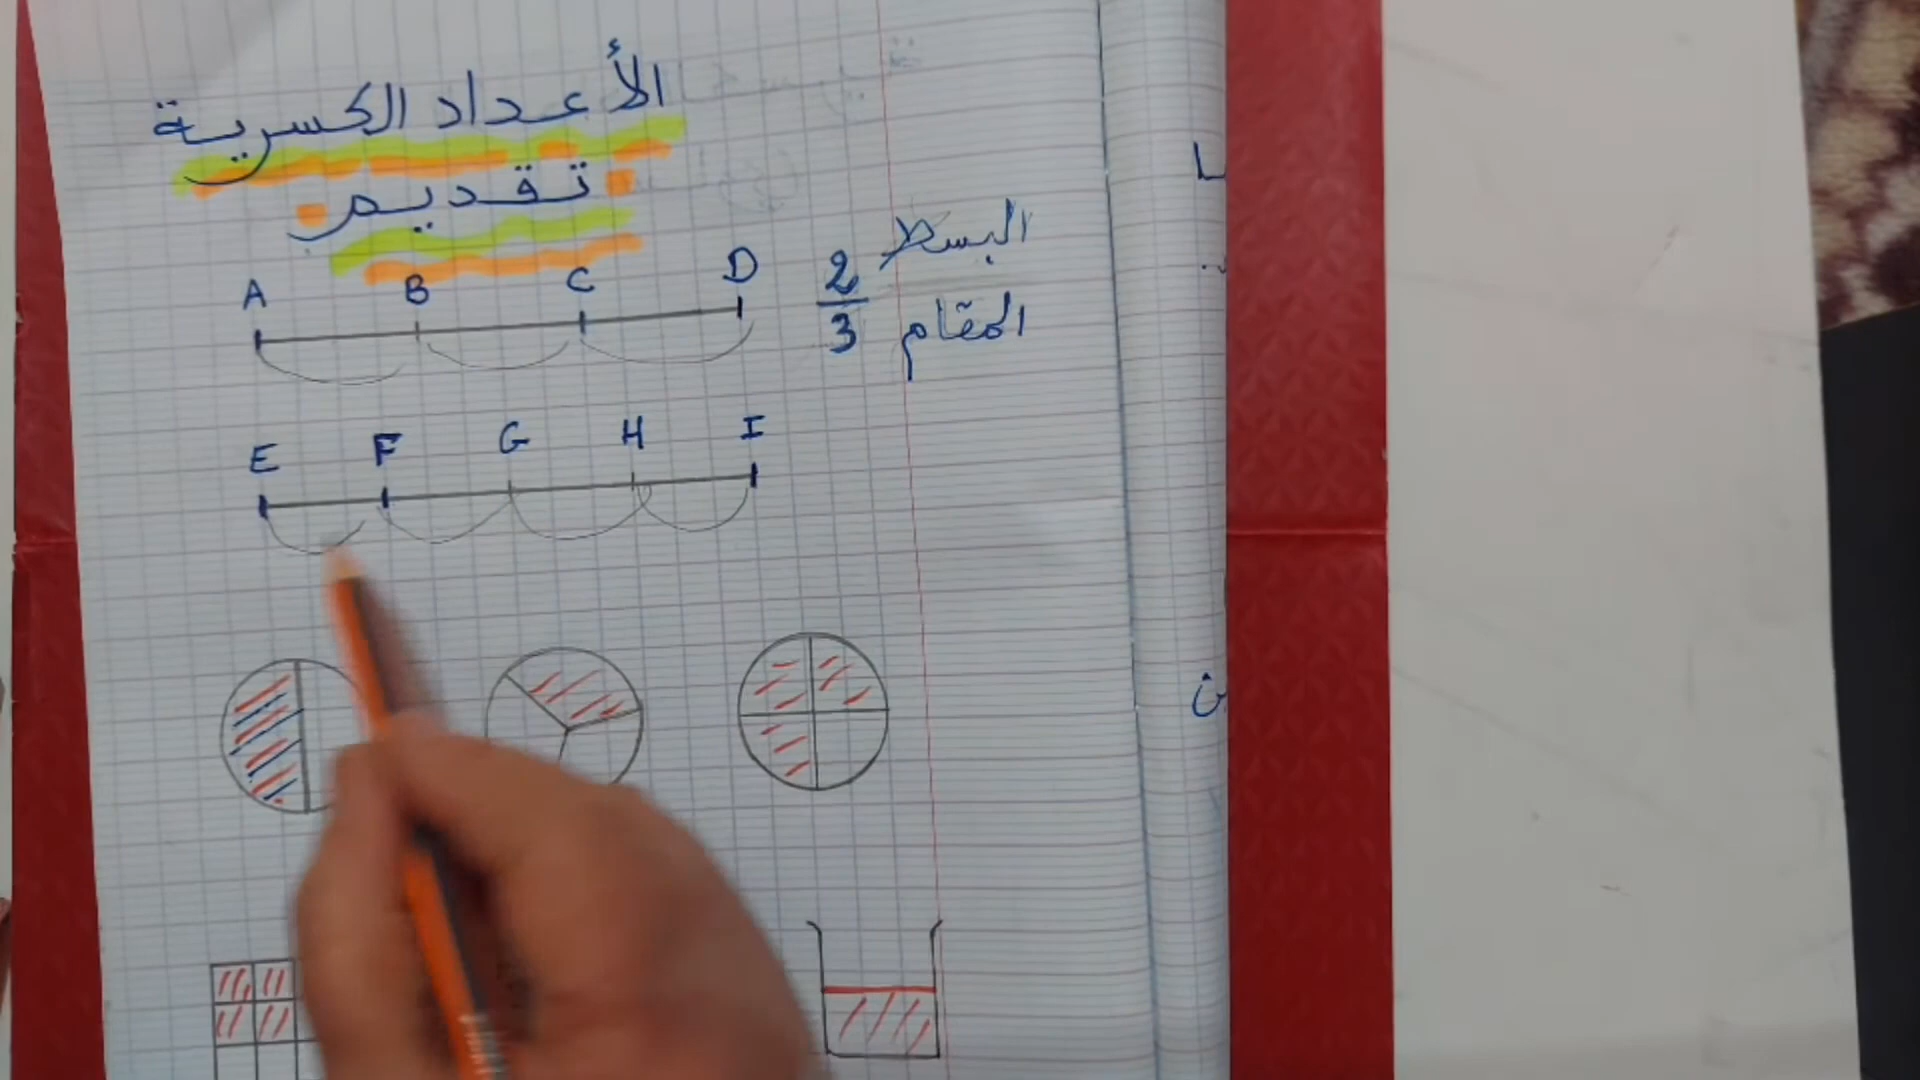 الأعداد الكسرية
تقديم
A B C D
2 البسط
3 المقام
E F G H I